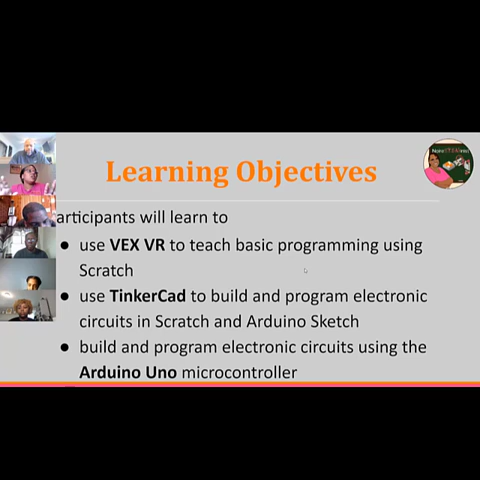 Learning Objectives
articipants will learn to
● use VEX VR to teach basic programming using
Scratch
● use TinkerCad to build and program electronic
circuits in Scratch and Arduino Sketch
● build and program electronic circuits using the
Arduino Uno microcontroller